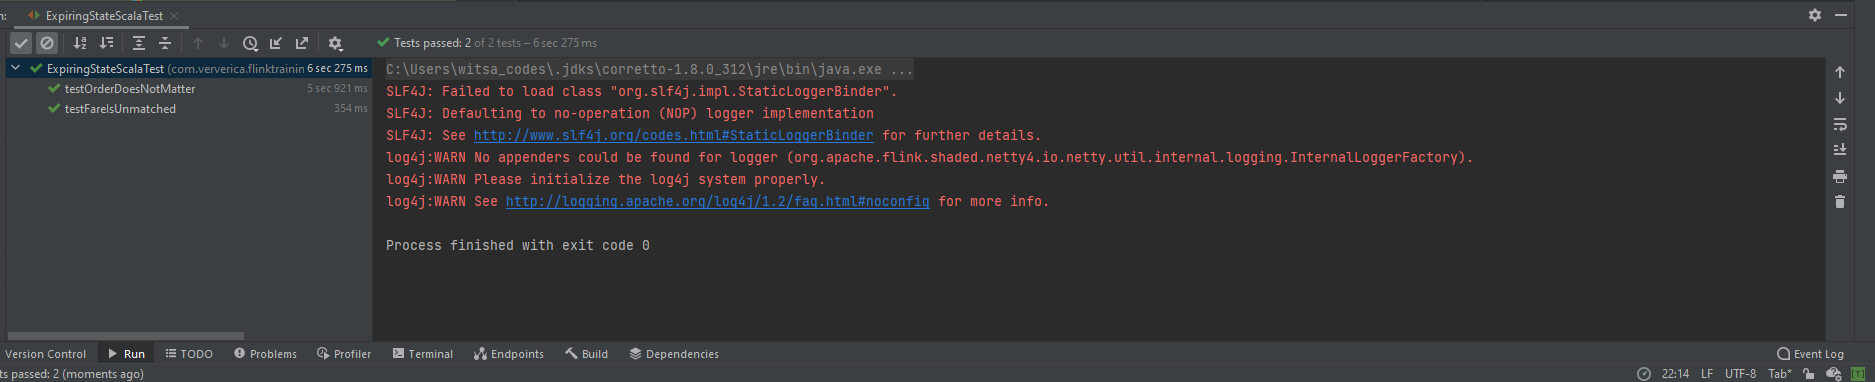 n: ExpiringStateScalaTest
Tests passed: 2 of 2 tests – 6 sec 275 ms
ExpiringStateScalaTest (com.ververica.flinktrainin 6 sec 275 ms
testOrderDoesNotMatter 5 sec 921 ms
testFareIsUnmatched 354 ms
C:\Users\witsa_codes\.jdks\corretto-1.8.0_312\jre\bin\java.exe ...
SLF4J: Failed to load class "org.slf4j.impl.StaticLoggerBinder".
SLF4J: Defaulting to no-operation (NOP) logger implementation
SLF4J: See http://www.slf4j.org/codes.html#StaticLoggerBinder for further details.
log4j:WARN No appenders could be found for logger (org.apache.flink.shaded.netty4.io.netty.util.internal.logging.InternalLoggerFactory).
log4j:WARN Please initialize the log4j system properly.
log4j:WARN See http://logging.apache.org/log4j/1.2/faq.html#noconfig for more info.
Process finished with exit code 0
Version Control Run TODO Problems Profiler Terminal Endpoints Build Dependencies Event Log
ts passed: 2 (moments ago) 22:14 LF UTF-8 Tab*